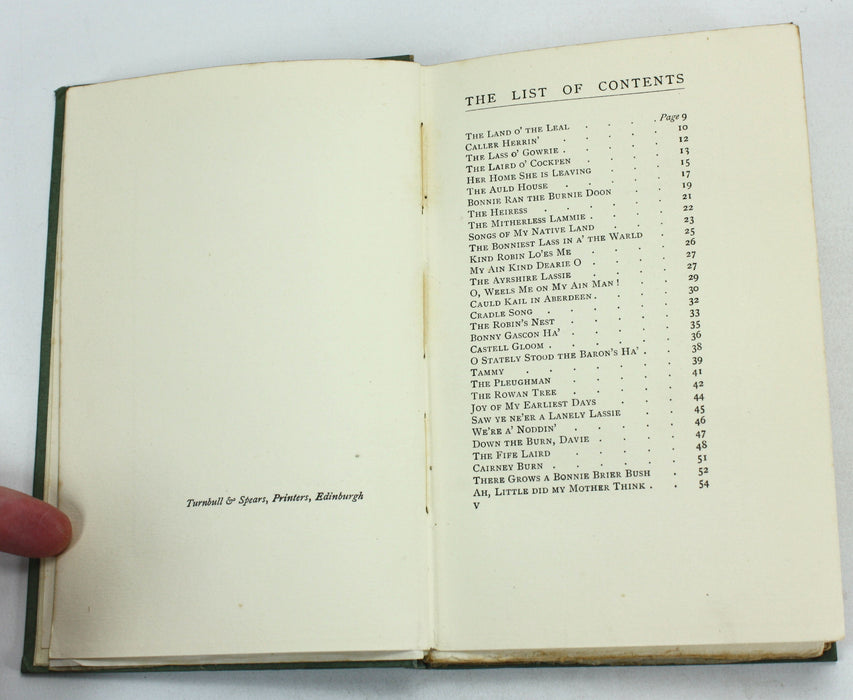 Turnbull & Spears, Printers, Edinburgh
THE LIST OF CONTENTS
THE LAND O' THE LEAL . . . . Page 9
CALLER HERRIN' . . . . 10
THE LASS O' GOWRIE . . . . 12
THE LAIRD O' COCKPEN . . . . 13
HER HOME SHE IS LEAVING . . . 15
THE AULD HOUSE . . . . 17
BONNIE RAN THE BURNIE DOON . . 19
THE HEIRESS . . . . . 21
THE MITHERLESS LAMMIE . . . 22
SONGS OF MY NATIVE LAND . . . 23
THE BONNIEST LASS IN A' THE WARLD . 25
KIND ROBIN LO'ES ME . . . . 26
MY AIN KIND DEARIE O . . . . 27
THE AYRSHIRE LASSIE . . . . 27
O, WEELS ME ON MY AIN MAN! . . 29
CAULD KAIL IN ABERDEEN . . . . 30
CRADLE SONG . . . . . 32
THE ROBIN'S NEST . . . . 33
BONNY GASCON HA' . . . . 35
CASTELL GLOOM . . . . . 36
O STATELY STOOD THE BARON'S HA' . . 38
TAMMY . . . . . 39
THE PLEUGHMAN . . . . 41
THE ROWAN TREE . . . . 42
JOY OF MY EARLIEST DAYS . . . 44
SAW YE NE'ER A LANELY LASSIE . . 45
WE'RE A' NODDIN' . . . . 46
DOWN THE BURN, DAVIE . . . . 47
THE FIFE LAIRD . . . . 48
CAIRNEY BURN . . . . . 51
THERE GROWS A BONNIE BRIER BUSH . 52
AH, LITTLE DID MY MOTHER THINK . . 54
V